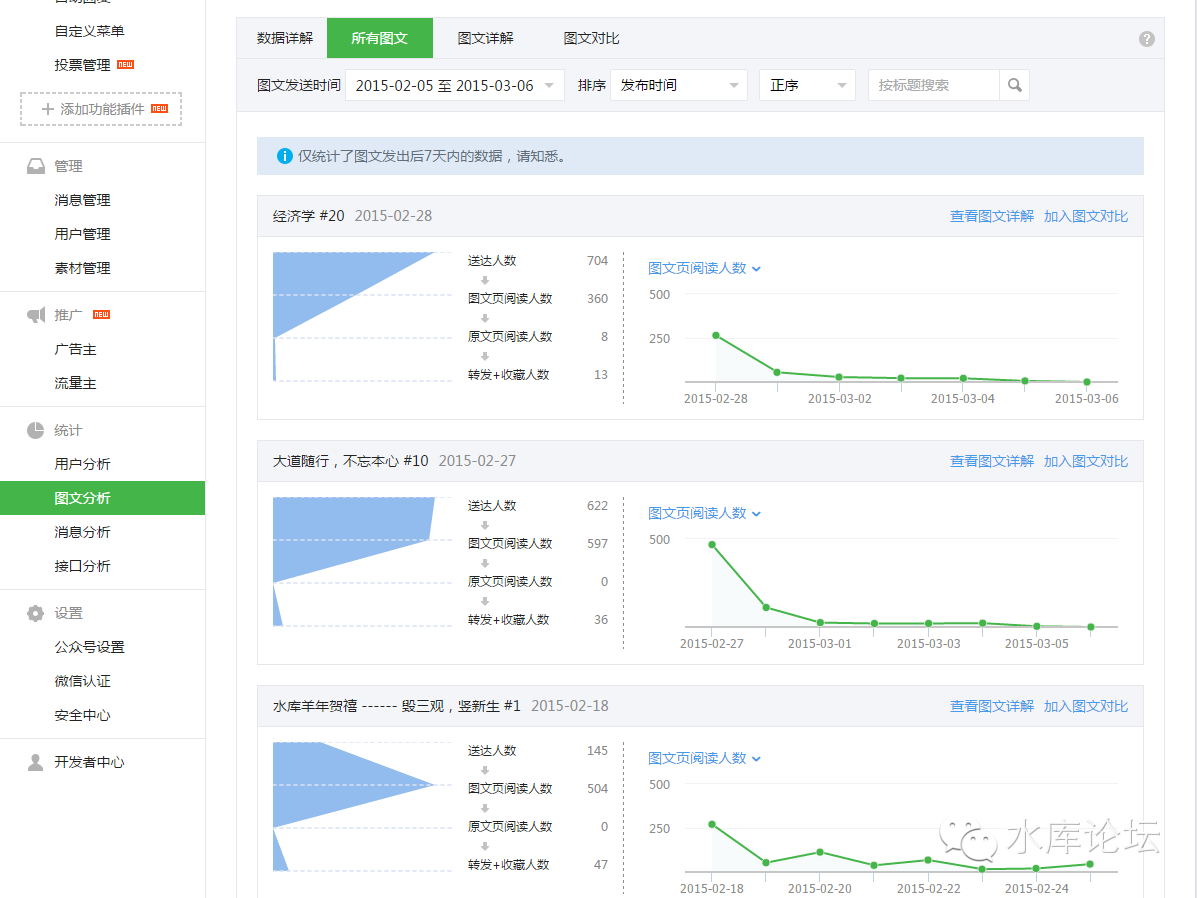 自定义菜单
投票管理 NEW
添加功能插件 NEW
管理
消息管理
用户管理
素材管理
推广 NEW
广告主
流量主
统计
用户分析
图文分析
消息分析
接口分析
设置
公众号设置
微信认证
安全中心
开发者中心
数据详解 所有图文 图文详解 图文对比 ?
图文发送时间 2015-02-05 至 2015-03-06 排序 发布时间 正序 按标题搜索
仅统计了图文发出后7天内的数据，请知悉。
经济学 #20 2015-02-28 查看图文详解 加入图文对比
送达人数 704
图文页阅读人数 360
原文页阅读人数 8
转发+收藏人数 13
图文页阅读人数
500
250
2015-02-28 2015-03-02 2015-03-04 2015-03-06
大道随行，不忘本心 #10 2015-02-27 查看图文详解 加入图文对比
送达人数 622
图文页阅读人数 597
原文页阅读人数 0
转发+收藏人数 36
图文页阅读人数
500
2015-02-27 2015-03-01 2015-03-03 2015-03-05
水库羊年贺禧 ------ 毁三观，竖新生 #1 2015-02-18 查看图文详解 加入图文对比
送达人数 145
图文页阅读人数 504
原文页阅读人数 0
转发+收藏人数 47
图文页阅读人数
500
250
2015-02-18 2015-02-20 2015-02-22 2015-02-24
水库论坛